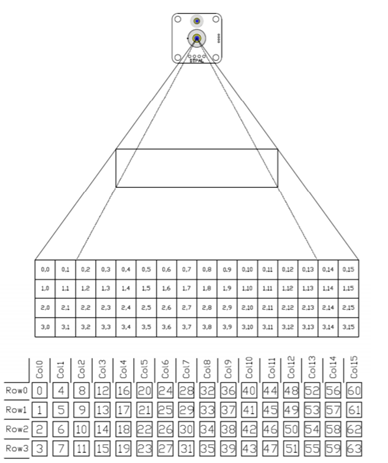 0,0 0,1 0,2 0,3 0,4 0,5 0,6 0,7 0,8 0,9 0,10 0,11 0,12 0,13 0,14 0,15
1,0 1,1 1,2 1,3 1,4 1,5 1,6 1,7 1,8 1,9 1,10 1,11 1,12 1,13 1,14 1,15
2,0 2,1 2,2 2,3 2,4 2,5 2,6 2,7 2,8 2,9 2,10 2,11 2,12 2,13 2,14 2,15
3,0 3,1 3,2 3,3 3,4 3,5 3,6 3,7 3,8 3,9 3,10 3,11 3,12 3,13 3,14 3,15
Col0 Col1 Col2 Col3 Col4 Col5 Col6 Col7 Col8 Col9 Col10 Col11 Col12 Col13 Col14 Col15
Row0 0 4 8 12 16 20 24 28 32 36 40 44 48 52 56 60
Row1 1 5 9 13 17 21 25 29 33 37 41 45 49 53 57 61
Row2 2 6 10 14 18 22 26 30 34 38 42 46 50 54 58 62
Row3 3 7 11 15 19 23 27 31 35 39 43 47 51 55 59 63